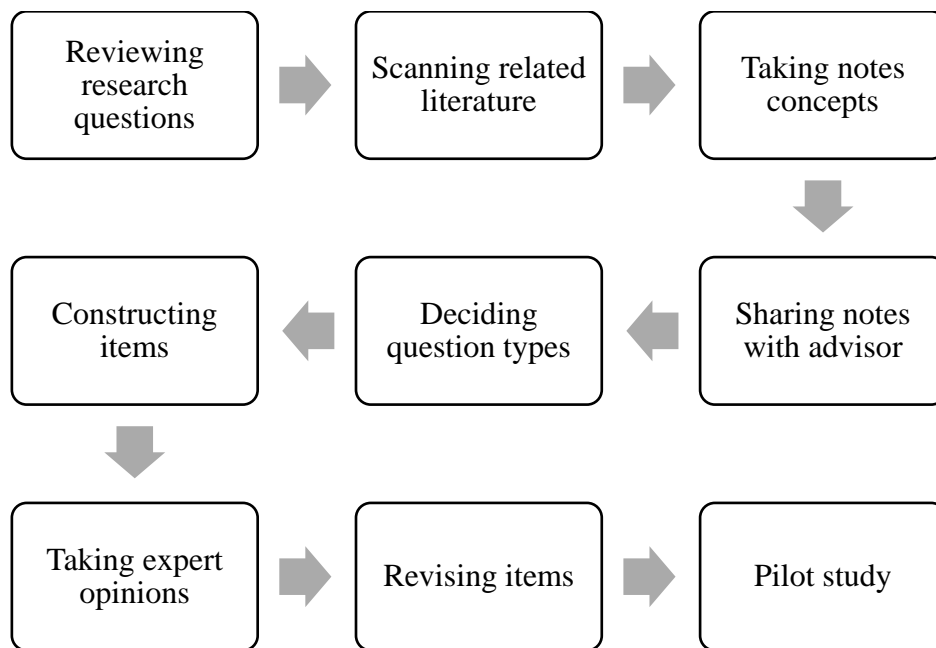 Reviewing
research
questions
Scanning related
literature
Taking notes
concepts
Sharing notes
with advisor
Deciding
question types
Constructing
items
Taking expert
opinions
Revising items
Pilot study